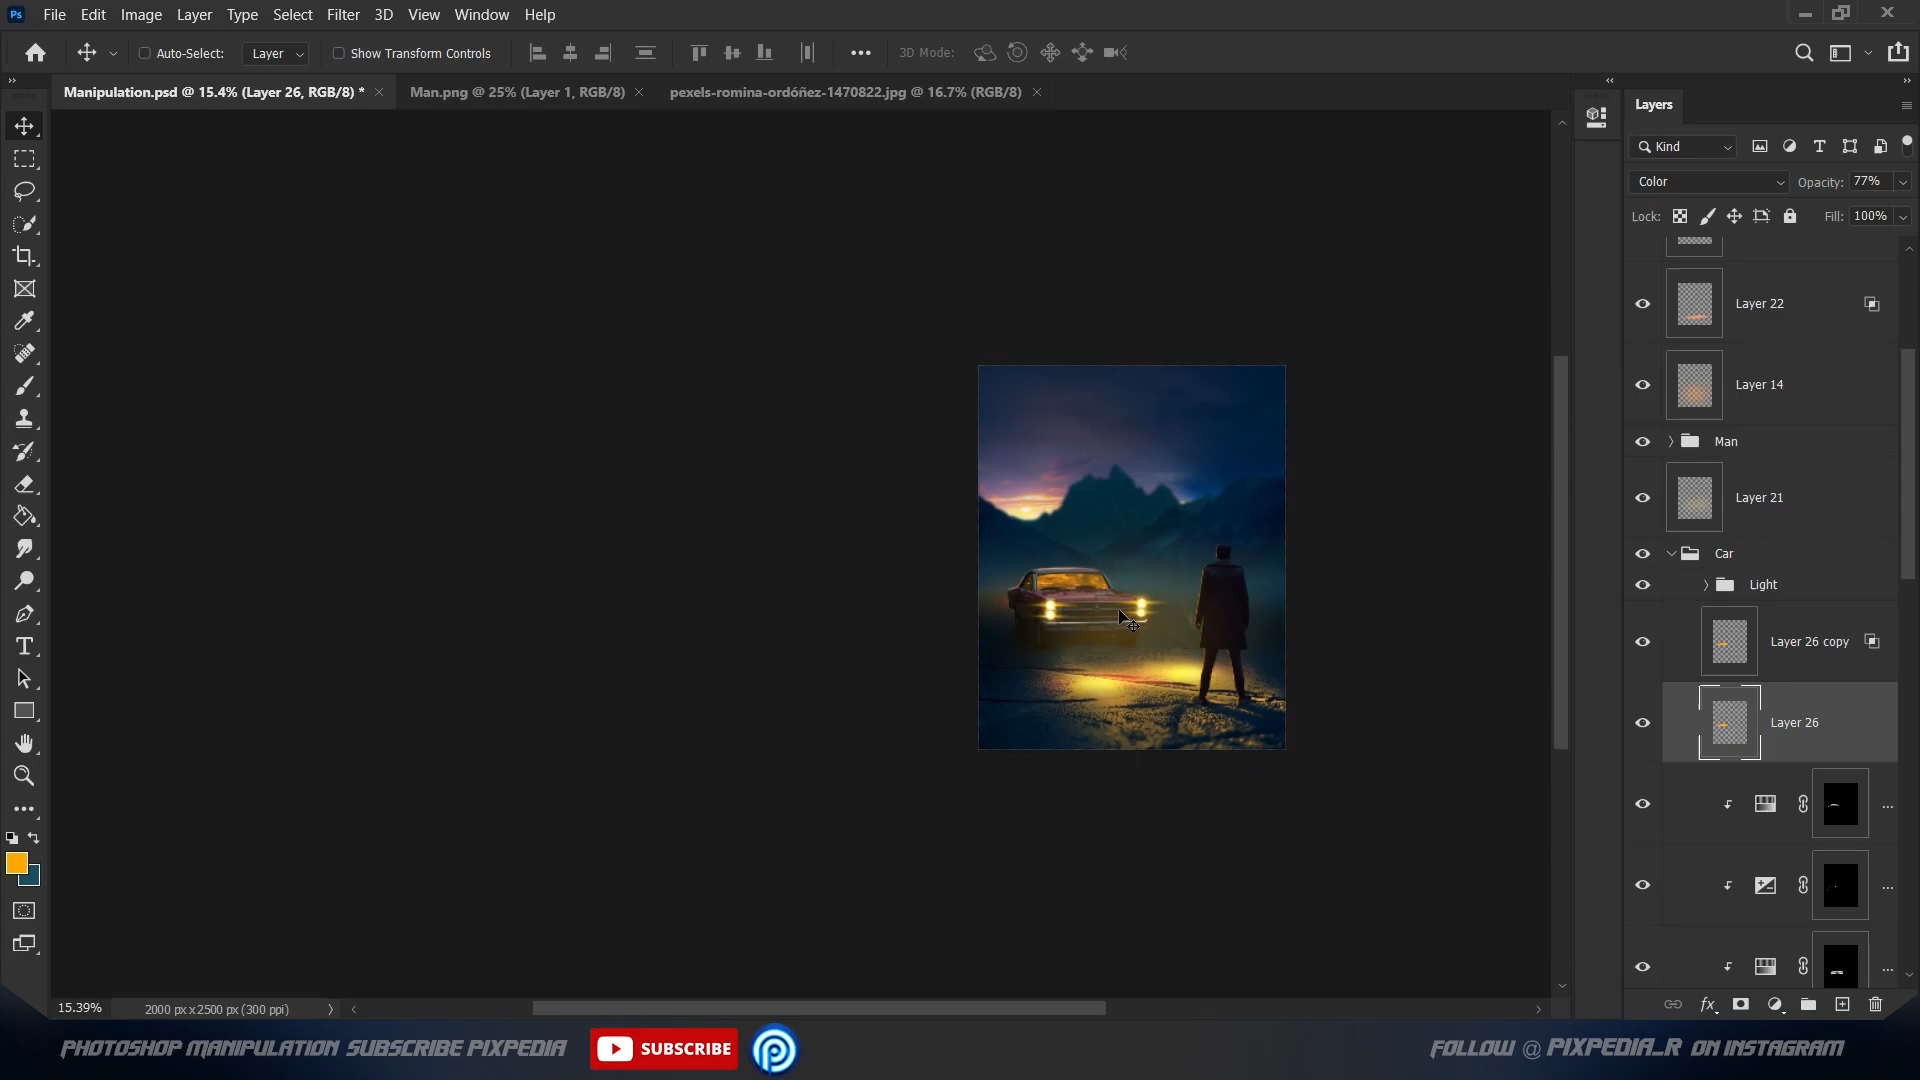 Ps File Edit Image Layer Type Select Filter 3D View Window Help
Auto-Select: Layer Show Transform Controls 3D Mode:
Manipulation.psd @ 15.4% (Layer 26, RGB/8) * Man.png @ 25% (Layer 1, RGB/8) pexels-romina-ordóñez-1470822.jpg @ 16.7% (RGB/8)
Layers
Kind
Color Opacity: 77%
Lock: Fill: 100%
Layer 22
Layer 14
Man
Layer 21
Car
Light
Layer 26 copy
Layer 26
...
...
...
15.39% 2000 px x 2500 px (300 ppi)
fx
PHOTOSHOP MANIPULATION SUBSCRIBE PIXPEDIA SUBSCRIBE FOLLOW @ PIXPEDIA_R ON INSTAGRAM